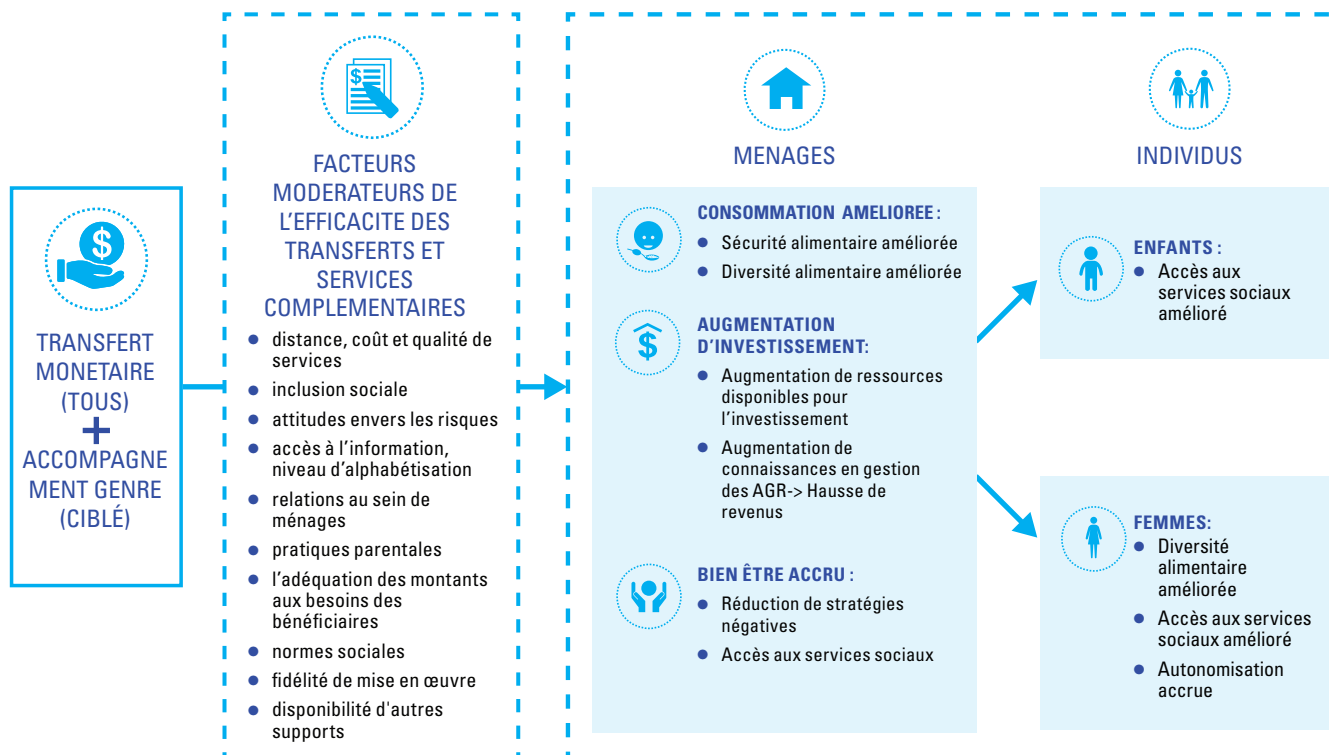 TRANSFERT
MONETAIRE
(TOUS)
+
ACCOMPAGNE
MENT GENRE
(CIBLÉ)
$
FACTEURS
MODERATEURS DE
L'EFFICACITE DES
TRANSFERTS ET
SERVICES
COMPLEMENTAIRES
• distance, coût et qualité de
services
• inclusion sociale
• attitudes envers les risques
• accès à l'information,
niveau d'alphabétisation
• relations au sein de
ménages
• pratiques parentales
• l'adéquation des montants
aux besoins des
bénéficiaires
• normes sociales
• fidélité de mise en œuvre
• disponibilité d'autres
supports
MENAGES
CONSOMMATION AMELIOREE :
• Sécurité alimentaire améliorée
• Diversité alimentaire améliorée
$
AUGMENTATION
D'INVESTISSEMENT:
• Augmentation de ressources
disponibles pour
l'investissement
• Augmentation de
connaissances en gestion
des AGR-> Hausse de
revenus
BIEN ÊTRE ACCRU :
• Réduction de stratégies
négatives
• Accès aux services sociaux
INDIVIDUS
ENFANTS :
• Accès aux
services sociaux
amélioré
FEMMES:
• Diversité
alimentaire
améliorée
• Accès aux services
sociaux amélioré
• Autonomisation
accrue